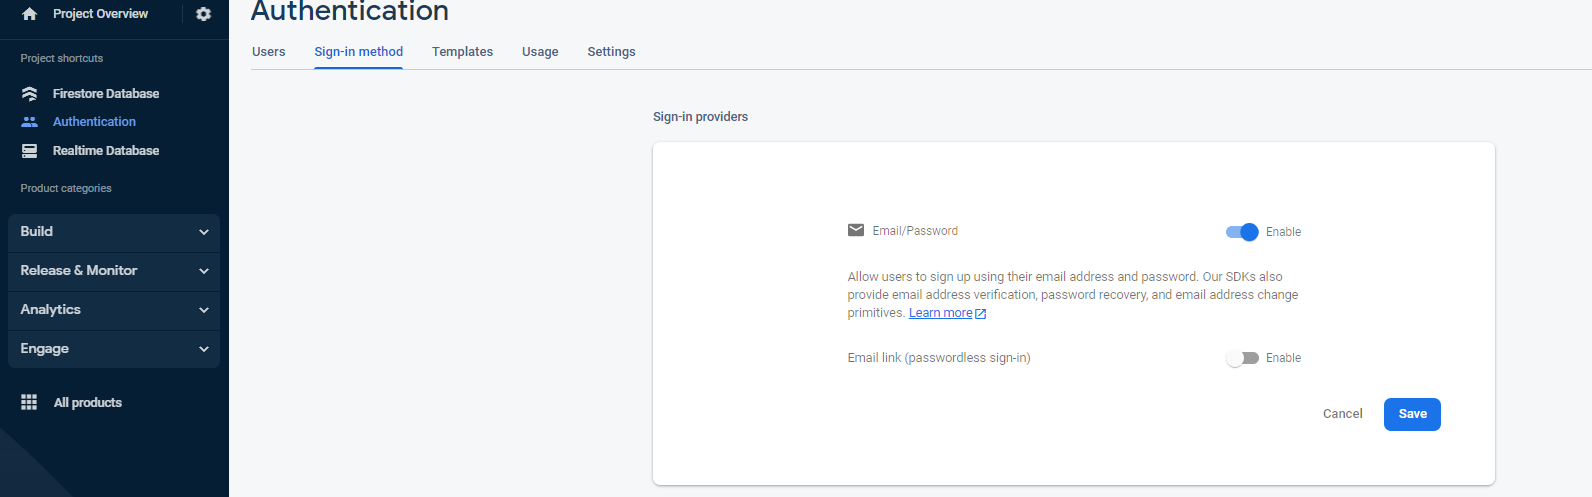 Project Overview
Project shortcuts
Firestore Database
Authentication
Realtime Database
Product categories
Build
Release & Monitor
Analytics
Engage
All products
Authentication
Users
Sign-in method
Templates
Usage
Settings
Sign-in providers
Email/Password
Enable
Allow users to sign up using their email address and password. Our SDKs also
provide email address verification, password recovery, and email address change
primitives. Learn more
Email link (passwordless sign-in)
Enable
Cancel
Save